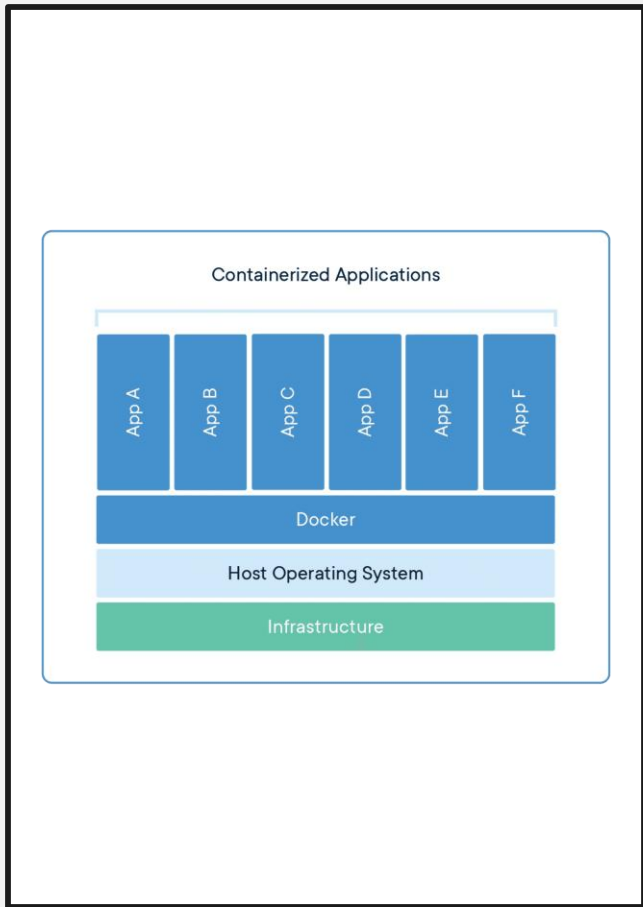 Containerized Applications
App A
App B
App C
App D
App E
App F
Docker
Host Operating System
Infrastructure